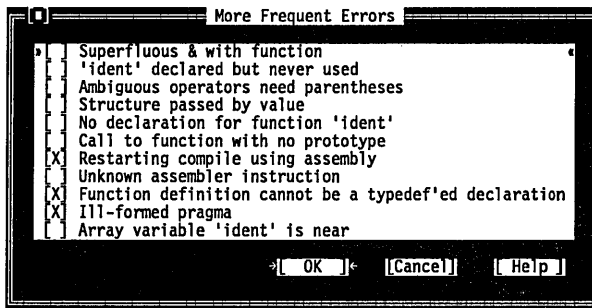 More Frequent Errors
[ ] Superfluous & with function
[ ] 'ident' declared but never used
[ ] Ambiguous operators need parentheses
[ ] Structure passed by value
[ ] No declaration for function 'ident'
[ ] Call to function with no prototype
[X] Restarting compile using assembly
[ ] Unknown assembler instruction
[X] Function definition cannot be a typedef'ed declaration
[X] Ill-formed pragma
[ ] Array variable 'ident' is near
[ OK ] [Cancel] [ Help ]